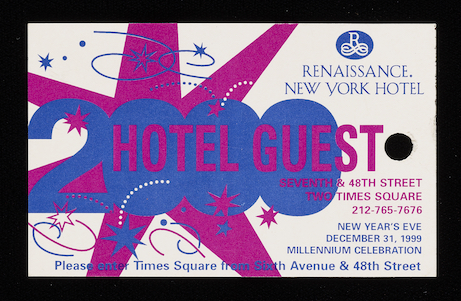 RENAISSANCE.
NEW YORK HOTEL
2000
HOTEL GUEST
SEVENTH & 48TH STREET
TWO TIMES SQUARE
212-765-7676
NEW YEAR'S EVE
DECEMBER 31, 1999
MILLENNIUM CELEBRATION
Please enter Times Square from Sixth Avenue & 48th Street